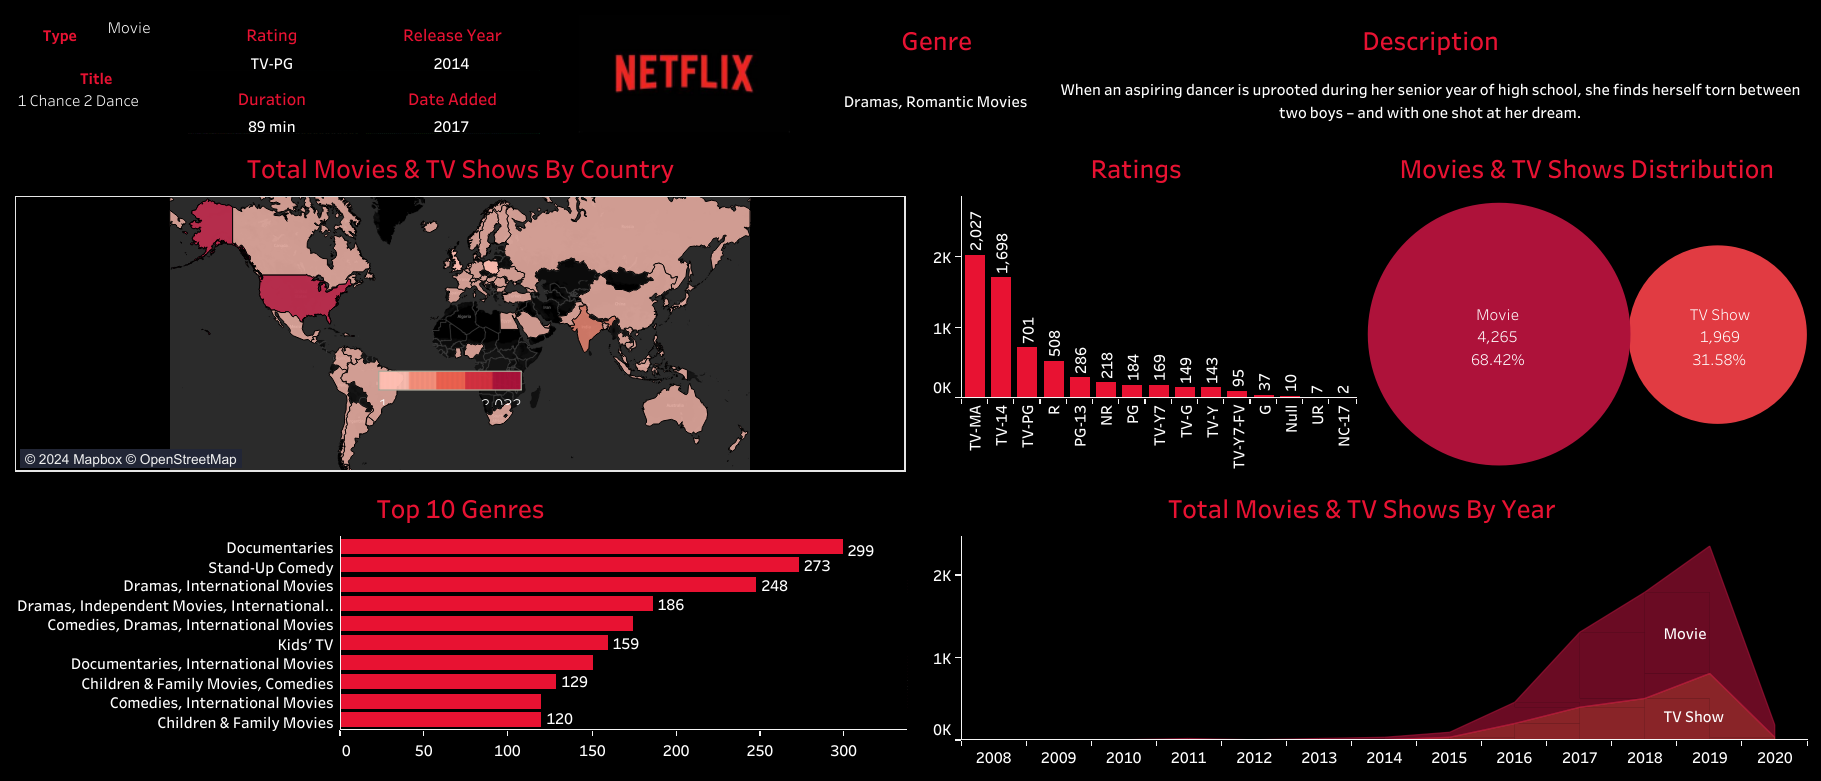 Type
Movie
Title
1 Chance 2 Dance
Rating
TV-PG
Duration
89 min
Release Year
2014
Date Added
2017
NETFLIX
Genre
Dramas, Romantic Movies
Description
When an aspiring dancer is uprooted during her senior year of high school, she finds herself torn between
two boys – and with one shot at her dream.
Total Movies & TV Shows By Country
© 2024 Mapbox © OpenStreetMap
Ratings
2K
1K
0K
2,027
1,698
701
508
286
218
184
169
149
143
95
37
10
7
2
TV-MA
TV-14
TV-PG
R
PG-13
NR
PG
TV-Y7
TV-G
TV-Y
TV-Y7-FV
G
Null
UR
NC-17
Movies & TV Shows Distribution
Movie
4,265
68.42%
TV Show
1,969
31.58%
Top 10 Genres
Documentaries
299
Stand-Up Comedy
273
Dramas, International Movies
248
Dramas, Independent Movies, International..
186
Comedies, Dramas, International Movies
Kids’ TV
159
Documentaries, International Movies
Children & Family Movies, Comedies
129
Comedies, International Movies
Children & Family Movies
120
0
50
100
150
200
250
300
Total Movies & TV Shows By Year
2K
1K
0K
Movie
TV Show
2008
2009
2010
2011
2012
2013
2014
2015
2016
2017
2018
2019
2020